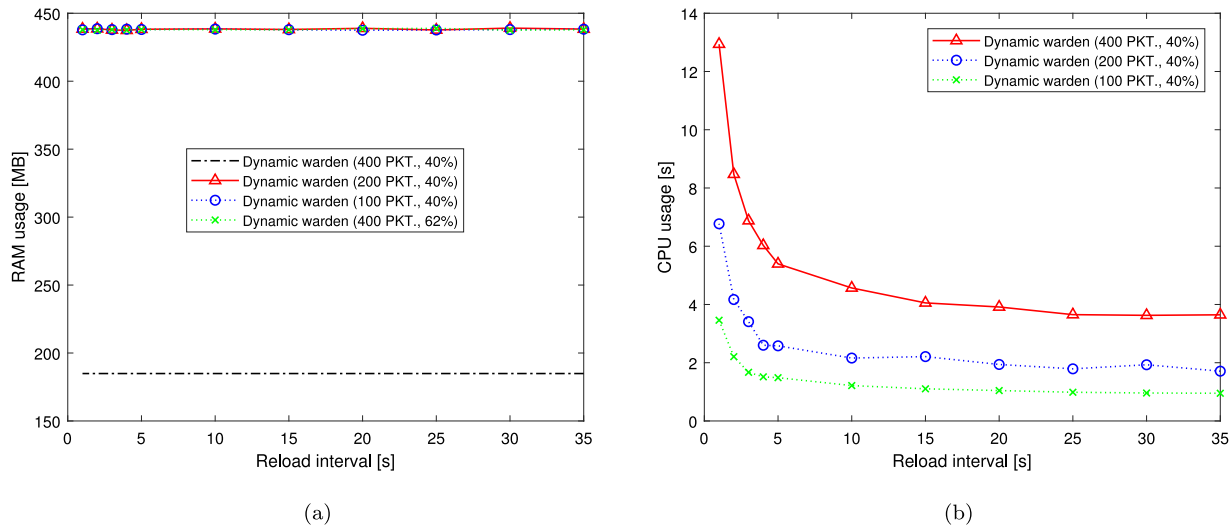 450
400
350
300
250
200
150
RAM usage [MB]
Dynamic warden (400 PKT., 40%)
Dynamic warden (200 PKT., 40%)
Dynamic warden (100 PKT., 40%)
Dynamic warden (400 PKT., 62%)
0 5 10 15 20 25 30 35
Reload interval [s]
(a)
14
12
10
8
6
4
2
0
CPU usage [s]
Dynamic warden (400 PKT., 40%)
Dynamic warden (200 PKT., 40%)
Dynamic warden (100 PKT., 40%)
0 5 10 15 20 25 30 35
Reload interval [s]
(b)